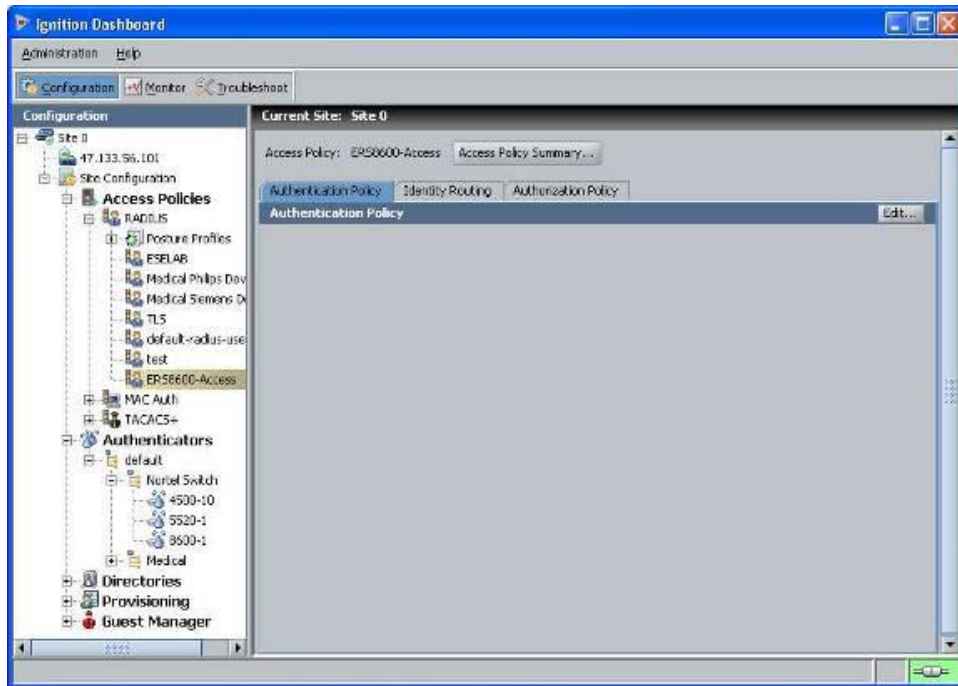 Ignition Dashboard
Administration Help
Configuration Monitor Troubleshoot
Configuration
Current Site: Site 0
Site 0
47.133.56.101
Site Configuration
Access Policies
RADIUS
Posture Profiles
ESELAB
Medical Philips Dev
Medical Siemens De
TLS
default-radius-use
test
ERS8600-Access
MAC Auth
TACACS+
Authenticators
default
Nortel Switch
4500-10
5520-1
8600-1
Medical
Directories
Provisioning
Guest Manager
Access Policy: ERS8600-Access Access Policy Summary...
Authentication Policy Identity Routing Authorization Policy
Authentication Policy Edit...